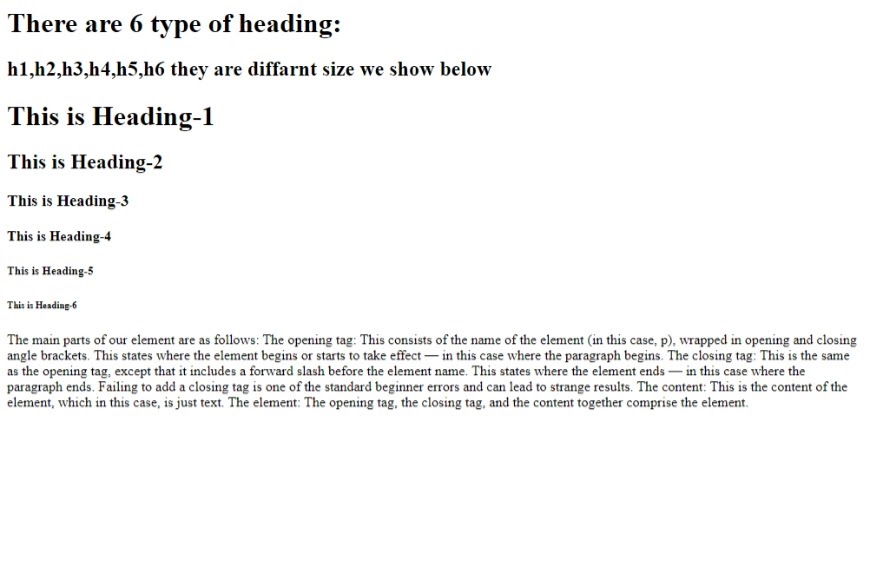 There are 6 type of heading:
h1,h2,h3,h4,h5,h6 they are diffarnt size we show below
This is Heading-1
This is Heading-2
This is Heading-3
This is Heading-4
This is Heading-5
This is Heading-6
The main parts of our element are as follows: The opening tag: This consists of the name of the element (in this case, p), wrapped in opening and closing
angle brackets. This states where the element begins or starts to take effect — in this case where the paragraph begins. The closing tag: This is the same
as the opening tag, except that it includes a forward slash before the element name. This states where the element ends — in this case where the
paragraph ends. Failing to add a closing tag is one of the standard beginner errors and can lead to strange results. The content: This is the content of the
element, which in this case, is just text. The element: The opening tag, the closing tag, and the content together comprise the element.